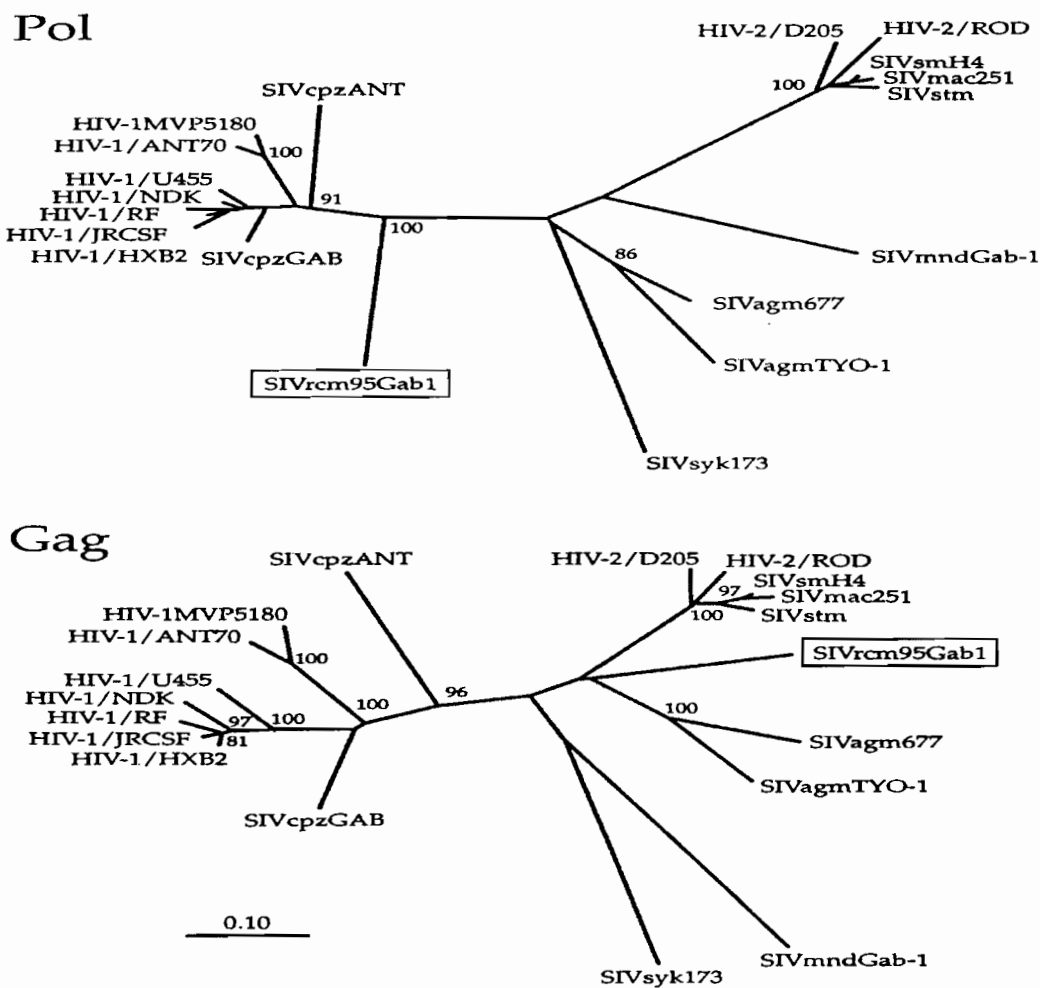 Pol
HIV-2/D205
HIV-2/ROD
SIVsmH4
SIVmac251
SIVstm
100
SIVcpzANT
HIV-1MVP5180
HIV-1/ANT70
100
HIV-1/U455
HIV-1/NDK
HIV-1/RF
HIV-1/JRCSF
HIV-1/HXB2
SIVcpzGAB
91
100
SIVmndGab-1
86
SIVagm677
SIVagmTYO-1
SIVrcm95Gab1
SIVsyk173
Gag
SIVcpzANT
HIV-2/D205
HIV-2/ROD
SIVsmH4
97
SIVmac251
SIVstm
100
HIV-1MVP5180
HIV-1/ANT70
100
SIVrcm95Gab1
HIV-1/U455
HIV-1/NDK
HIV-1/RF
HIV-1/JRCSF
HIV-1/HXB2
97
81
100
100
96
100
SIVagm677
SIVagmTYO-1
SIVcpzGAB
0.10
SIVsyk173
SIVmndGab-1